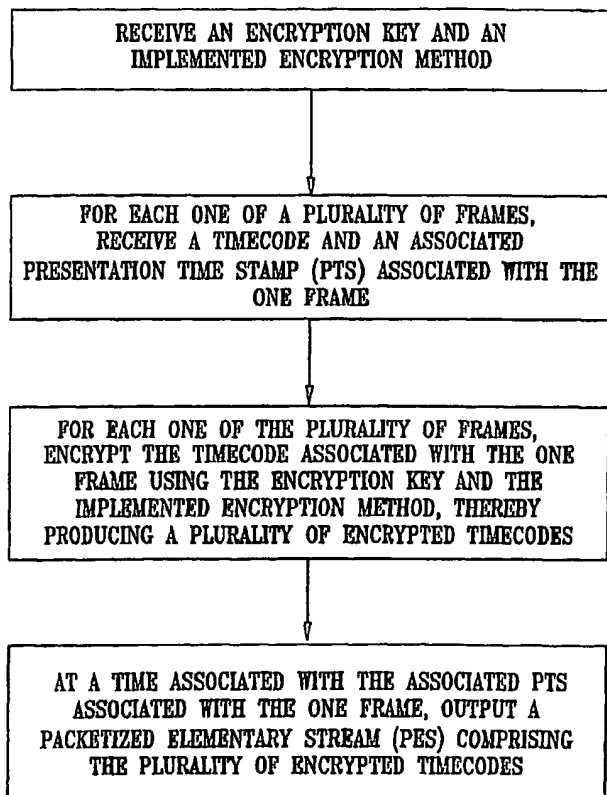 RECEIVE AN ENCRYPTION KEY AND AN
IMPLEMENTED ENCRYPTION METHOD
FOR EACH ONE OF A PLURALITY OF FRAMES,
RECEIVE A TIMECODE AND AN ASSOCIATED
PRESENTATION TIME STAMP (PTS) ASSOCIATED WITH THE
ONE FRAME
FOR EACH ONE OF THE PLURALITY OF FRAMES,
ENCRYPT THE TIMECODE ASSOCIATED WITH THE ONE
FRAME USING THE ENCRYPTION KEY AND THE
IMPLEMENTED ENCRYPTION METHOD, THEREBY
PRODUCING A PLURALITY OF ENCRYPTED TIMECODES
AT A TIME ASSOCIATED WITH THE ASSOCIATED PTS
ASSOCIATED WITH THE ONE FRAME, OUTPUT A
PACKETIZED ELEMENTARY STREAM (PES) COMPRISING
THE PLURALITY OF ENCRYPTED TIMECODES